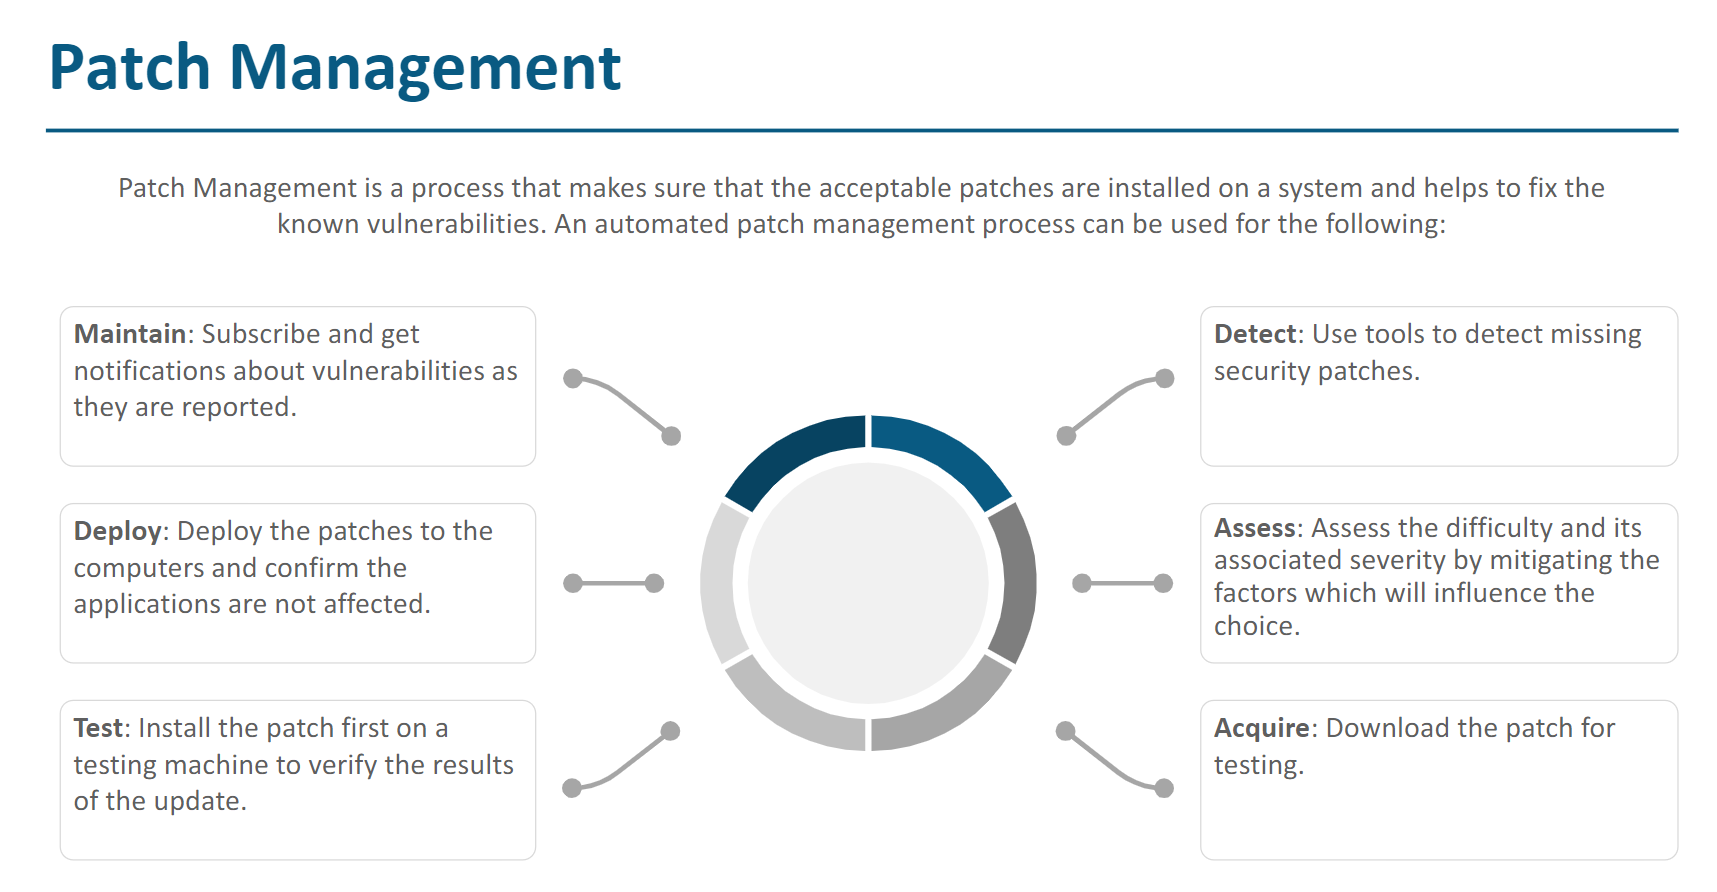 Patch Management
Patch Management is a process that makes sure that the acceptable patches are installed on a system and helps to fix the
known vulnerabilities. An automated patch management process can be used for the following:
Maintain: Subscribe and get
notifications about vulnerabilities as
they are reported.
Deploy: Deploy the patches to the
computers and confirm the
applications are not affected.
Test: Install the patch first on a
testing machine to verify the results
of the update.
Detect: Use tools to detect missing
security patches.
Assess: Assess the difficulty and its
associated severity by mitigating the
factors which will influence the
choice.
Acquire: Download the patch for
testing.